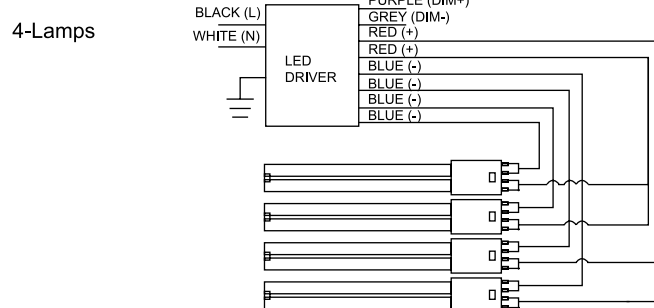 PURPLE (DIM+)
BLACK (L)
GREY (DIM-)
4-Lamps
WHITE (N)
RED (+)
RED (+)
LED
DRIVER
BLUE (-)
BLUE (-)
BLUE (-)
BLUE (-)